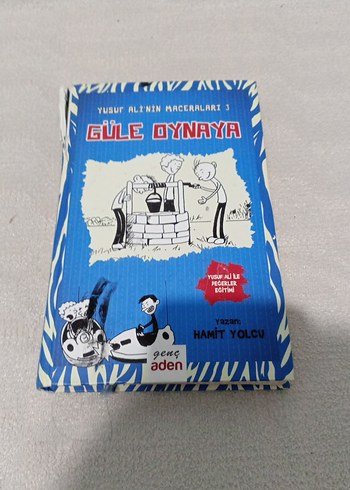 YUSUF ALİ'NİN MACERALARI 3
GÜLE OYNAYA
YUSUF ALİ İLE
DEĞERLER
EĞİTİMİ
YAZAN:
HAMİT YOLCU
genç
aden